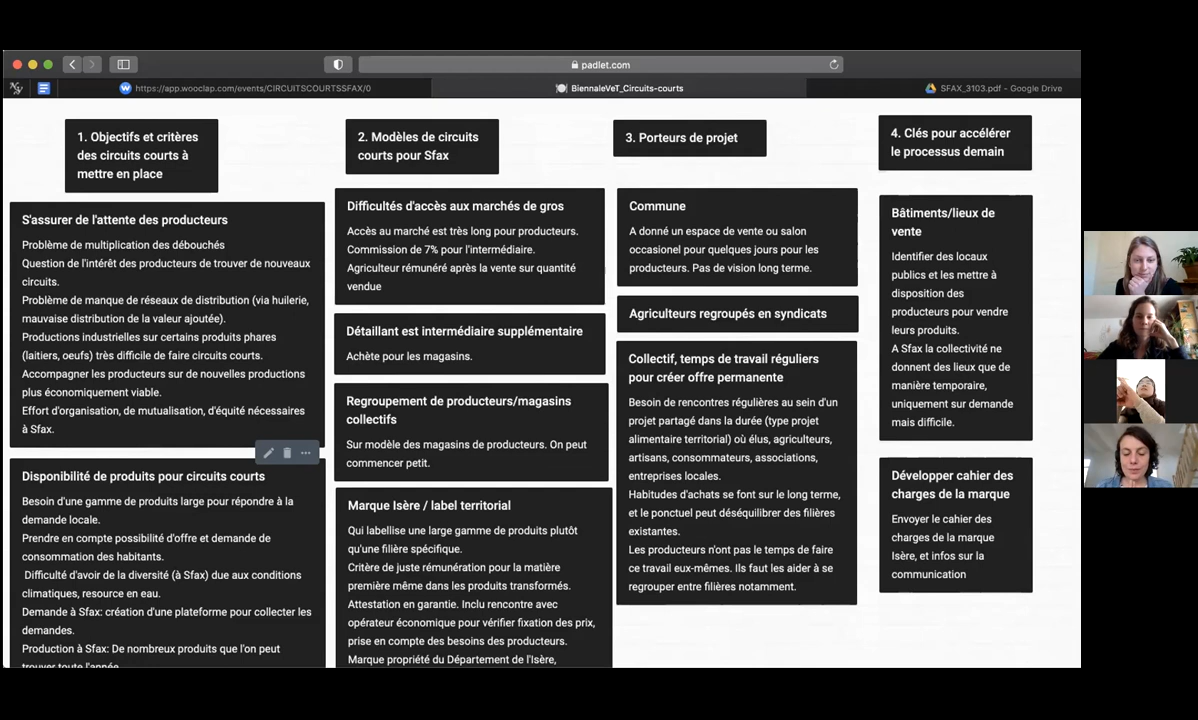 padlet.com
https://app.wooclap.com/events/CIRCUITSCOURTSSFAX/0
BiennaleVeT_Circuits-courts
SFAX_3103.pdf - Google Drive
1. Objectifs et critères
des circuits courts à
mettre en place
S'assurer de l'attente des producteurs
Problème de multiplication des débouchés
Question de l'intérêt des producteurs de trouver de nouveaux
circuits.
Problème de manque de réseaux de distribution (via huilerie,
mauvaise distribution de la valeur ajoutée).
Productions industrielles sur certains produits phares
(laitiers, oeufs) très difficile de faire circuits courts.
Accompagner les producteurs sur de nouvelles productions
plus économiquement viable.
Effort d'organisation, de mutualisation, d'équité nécessaires
à Sfax.
Disponibilité de produits pour circuits courts
Besoin d'une gamme de produits large pour répondre à la
demande locale.
Prendre en compte possibilité d'offre et demande de
consommation des habitants.
Difficulté d'avoir de la diversité (à Sfax) due aux conditions
climatiques, resource en eau.
Demande à Sfax: création d'une plateforme pour collecter les
demandes.
Production à Sfax: De nombreux produits que l'on peut
trouver toute l'année
2. Modèles de circuits
courts pour Sfax
Difficultés d'accès aux marchés de gros
Accès au marché est très long pour producteurs.
Commission de 7% pour l'intermédiaire.
Agriculteur rémunéré après la vente sur quantité
vendue
Détaillant est intermédiaire supplémentaire
Achète pour les magasins.
Regroupement de producteurs/magasins
collectifs
Sur modèle des magasins de producteurs. On peut
commencer petit.
Marque Isère / label territorial
Qui labellise une large gamme de produits plutôt
qu'une filière spécifique.
Critère de juste rémunération pour la matière
première même dans les produits transformés.
Attestation en garantie. Inclu rencontre avec
opérateur économique pour vérifier fixation des prix,
prise en compte des besoins des producteurs.
Marque propriété du Département de l'Isère,
3. Porteurs de projet
Commune
A donné un espace de vente ou salon
occasionel pour quelques jours pour les
producteurs. Pas de vision long terme.
Agriculteurs regroupés en syndicats
Collectif, temps de travail réguliers
pour créer offre permanente
Besoin de rencontres régulières au sein d'un
projet partagé dans la durée (type projet
alimentaire territorial) où élus, agriculteurs,
artisans, consommateurs, associations,
entreprises locales.
Habitudes d'achats se font sur le long terme,
et le ponctuel peut déséquilibrer des filières
existantes.
Les producteurs n'ont pas le temps de faire
ce travail eux-mêmes. Ils faut les aider à se
regrouper entre filières notamment.
4. Clés pour accélérer
le processus demain
Bâtiments/lieux de
vente
Identifier des locaux
publics et les mettre à
disposition des
producteurs pour vendre
leurs produits.
A Sfax la collectivité ne
donnent des lieux que de
manière temporaire,
uniquement sur demande
mais difficile.
Développer cahier des
charges de la marque
Envoyer le cahier des
charges de la marque
Isère, et infos sur la
communication